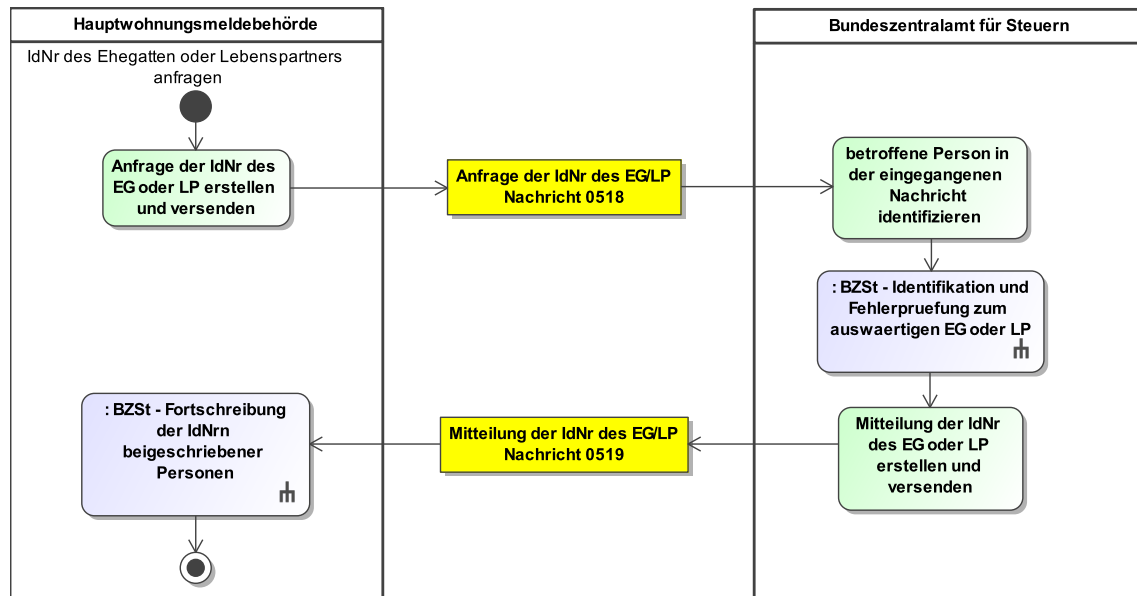 Hauptwohnungsmeldebehörde
IdNr des Ehegatten oder Lebenspartners
anfragen
Anfrage der IdNr des
EG oder LP erstellen
und versenden
Anfrage der IdNr des EG/LP
Nachricht 0518
Bundeszentralamt für Steuern
betroffene Person in
der eingegangenen
Nachricht
identifizieren
: BZSt - Identifikation und
Fehlerpruefung zum
auswaertigen EG oder LP
Mitteilung der IdNr
des EG oder LP
erstellen und
versenden
Mitteilung der IdNr des EG/LP
Nachricht 0519
: BZSt - Fortschreibung
der IdNrn
beigeschriebener
Personen